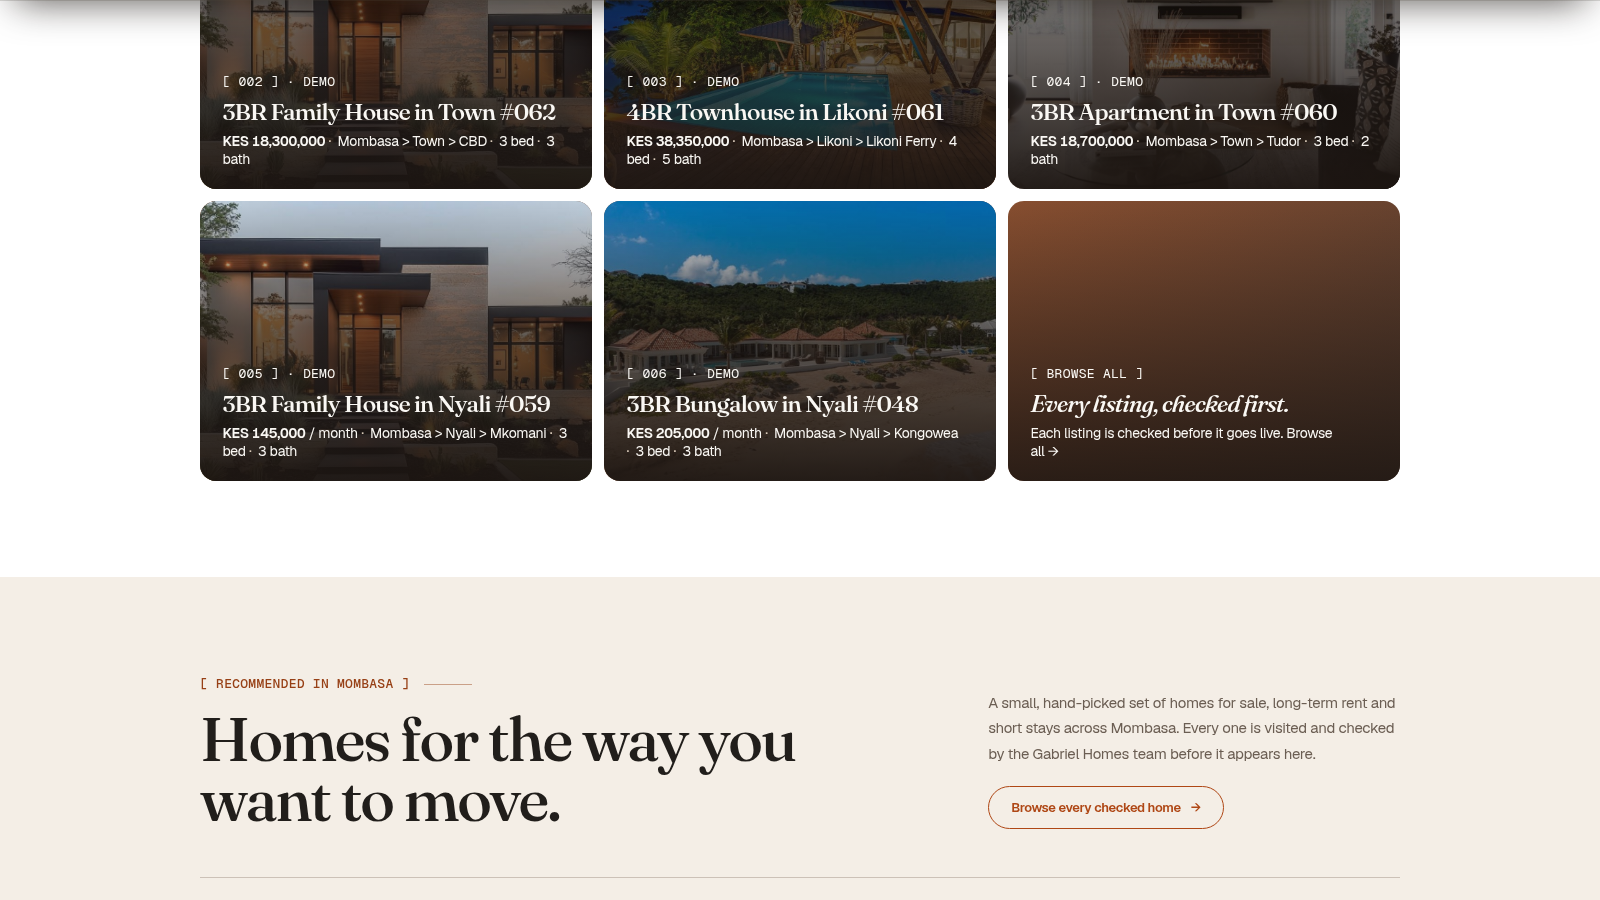 [ 002 ] · DEMO
3BR Family House in Town #062
KES 18,300,000 · Mombasa > Town > CBD · 3 bed · 3
bath
[ 003 ] · DEMO
4BR Townhouse in Likoni #061
KES 38,350,000 · Mombasa > Likoni > Likoni Ferry · 4
bed · 5 bath
[ 004 ] · DEMO
3BR Apartment in Town #060
KES 18,700,000 · Mombasa > Town > Tudor · 3 bed · 2
bath
[ 005 ] · DEMO
3BR Family House in Nyali #059
KES 145,000 / month · Mombasa > Nyali > Mkomani · 3
bed · 3 bath
[ 006 ] · DEMO
3BR Bungalow in Nyali #048
KES 205,000 / month · Mombasa > Nyali > Kongowea
· 3 bed · 3 bath
[ BROWSE ALL ]
Every listing, checked first.
Each listing is checked before it goes live. Browse
all →
[ RECOMMENDED IN MOMBASA ]
Homes for the way you
want to move.
A small, hand-picked set of homes for sale, long-term rent and
short stays across Mombasa. Every one is visited and checked
by the Gabriel Homes team before it appears here.
Browse every checked home →